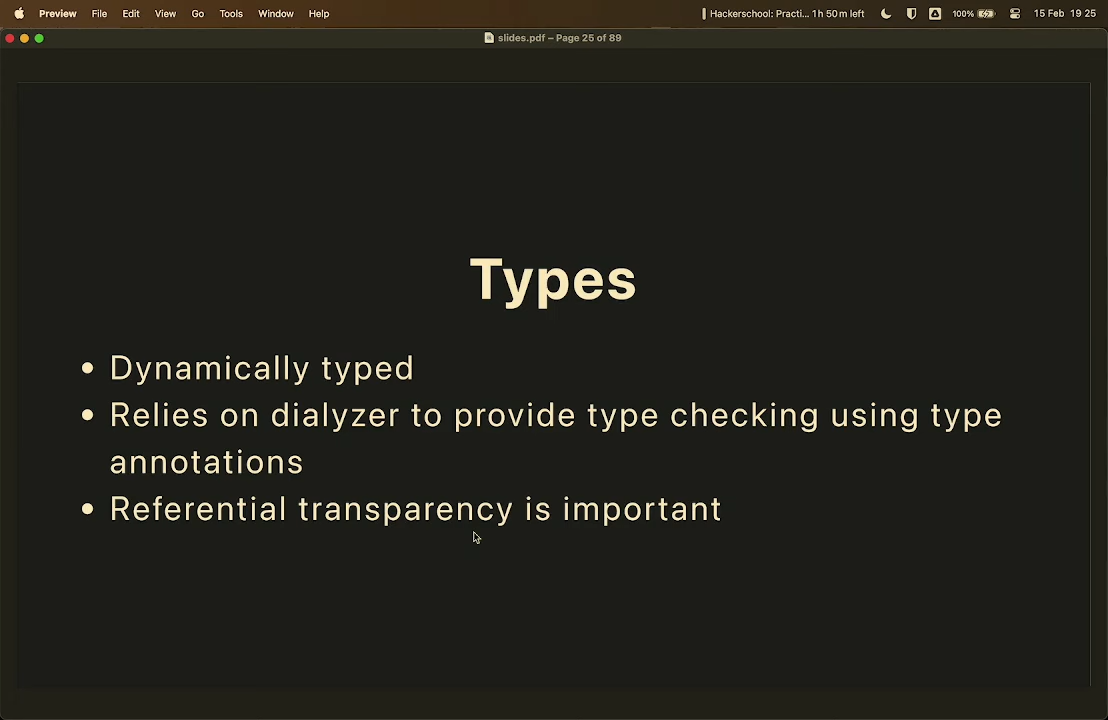 Preview File Edit View Go Tools Window Help Hackerschool: Practi... 1h 50m left 100% 15 Feb 19 25
slides.pdf – Page 25 of 89
Types
• Dynamically typed
• Relies on dialyzer to provide type checking using type
annotations
• Referential transparency is important